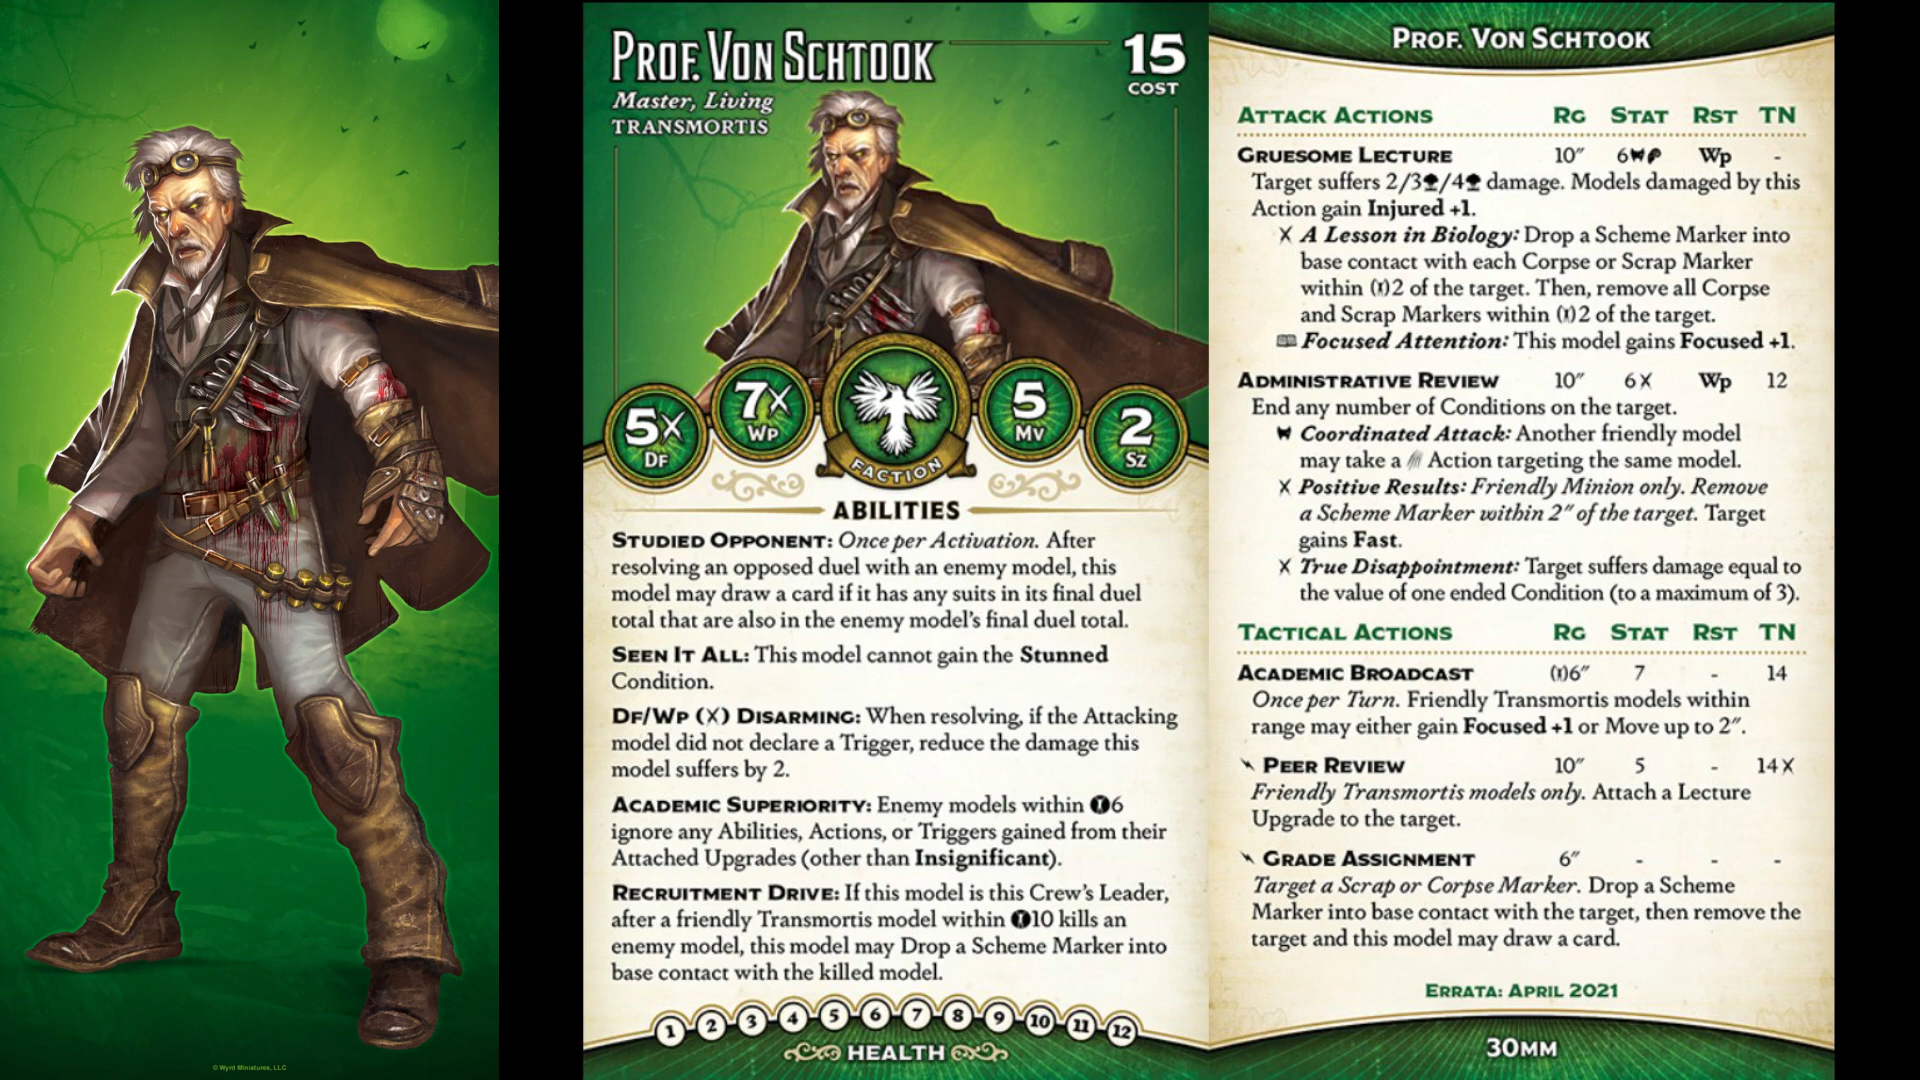 © Wyrd Miniatures, LLC
Prof. Von Schtook
15
COST
Master, Living
TRANSMORTIS
5
DF
7
WP
FACTION
5
MV
2
SZ
ABILITIES
STUDIED OPPONENT: Once per Activation. After
resolving an opposed duel with an enemy model, this
model may draw a card if it has any suits in its final duel
total that are also in the enemy model's final duel total.
SEEN IT ALL: This model cannot gain the Stunned
Condition.
DF/WP (X) DISARMING: When resolving, if the Attacking
model did not declare a Trigger, reduce the damage this
model suffers by 2.
ACADEMIC SUPERIORITY: Enemy models within 6
ignore any Abilities, Actions, or Triggers gained from their
Attached Upgrades (other than Insignificant).
RECRUITMENT DRIVE: If this model is this Crew's Leader,
after a friendly Transmortis model within 10 kills an
enemy model, this model may Drop a Scheme Marker into
base contact with the killed model.
1 2 3 4 5 6 7 8 9 10 11 12
HEALTH
PROF. VON SCHTOOK
ATTACK ACTIONS RG STAT RST TN
GRUESOME LECTURE 10" 6 Wp -
Target suffers 2/3/4 damage. Models damaged by this
Action gain Injured +1.
A Lesson in Biology: Drop a Scheme Marker into
base contact with each Corpse or Scrap Marker
within 2 of the target. Then, remove all Corpse
and Scrap Markers within 2 of the target.
Focused Attention: This model gains Focused +1.
ADMINISTRATIVE REVIEW 10" 6X Wp 12
End any number of Conditions on the target.
Coordinated Attack: Another friendly model
may take a Action targeting the same model.
Positive Results: Friendly Minion only. Remove
a Scheme Marker within 2" of the target. Target
gains Fast.
True Disappointment: Target suffers damage equal to
the value of one ended Condition (to a maximum of 3).
TACTICAL ACTIONS RG STAT RST TN
ACADEMIC BROADCAST 6" 7 - 14
Once per Turn. Friendly Transmortis models within
range may either gain Focused +1 or Move up to 2".
PEER REVIEW 10" 5 - 14X
Friendly Transmortis models only. Attach a Lecture
Upgrade to the target.
GRADE ASSIGNMENT 6" - - -
Target a Scrap or Corpse Marker. Drop a Scheme
Marker into base contact with the target, then remove the
target and this model may draw a card.
ERRATA: APRIL 2021
30MM